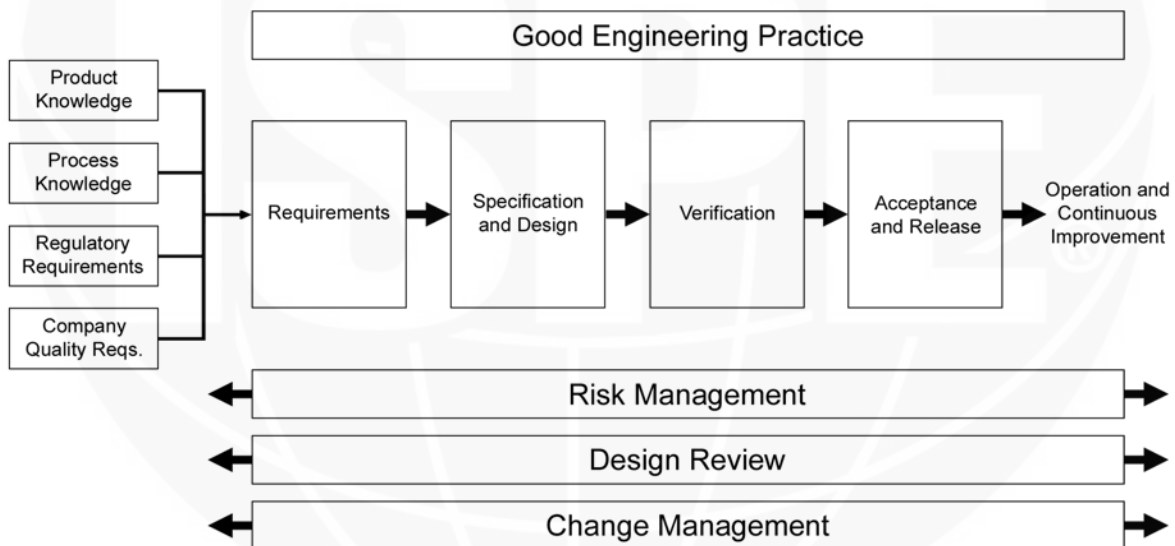 Good Engineering Practice
Product
Knowledge
Process
Knowledge
Regulatory
Requirements
Company
Quality Reqs.
Requirements
Specification
and Design
Verification
Acceptance
and Release
Operation and
Continuous
Improvement
Risk Management
Design Review
Change Management
ISPE
®